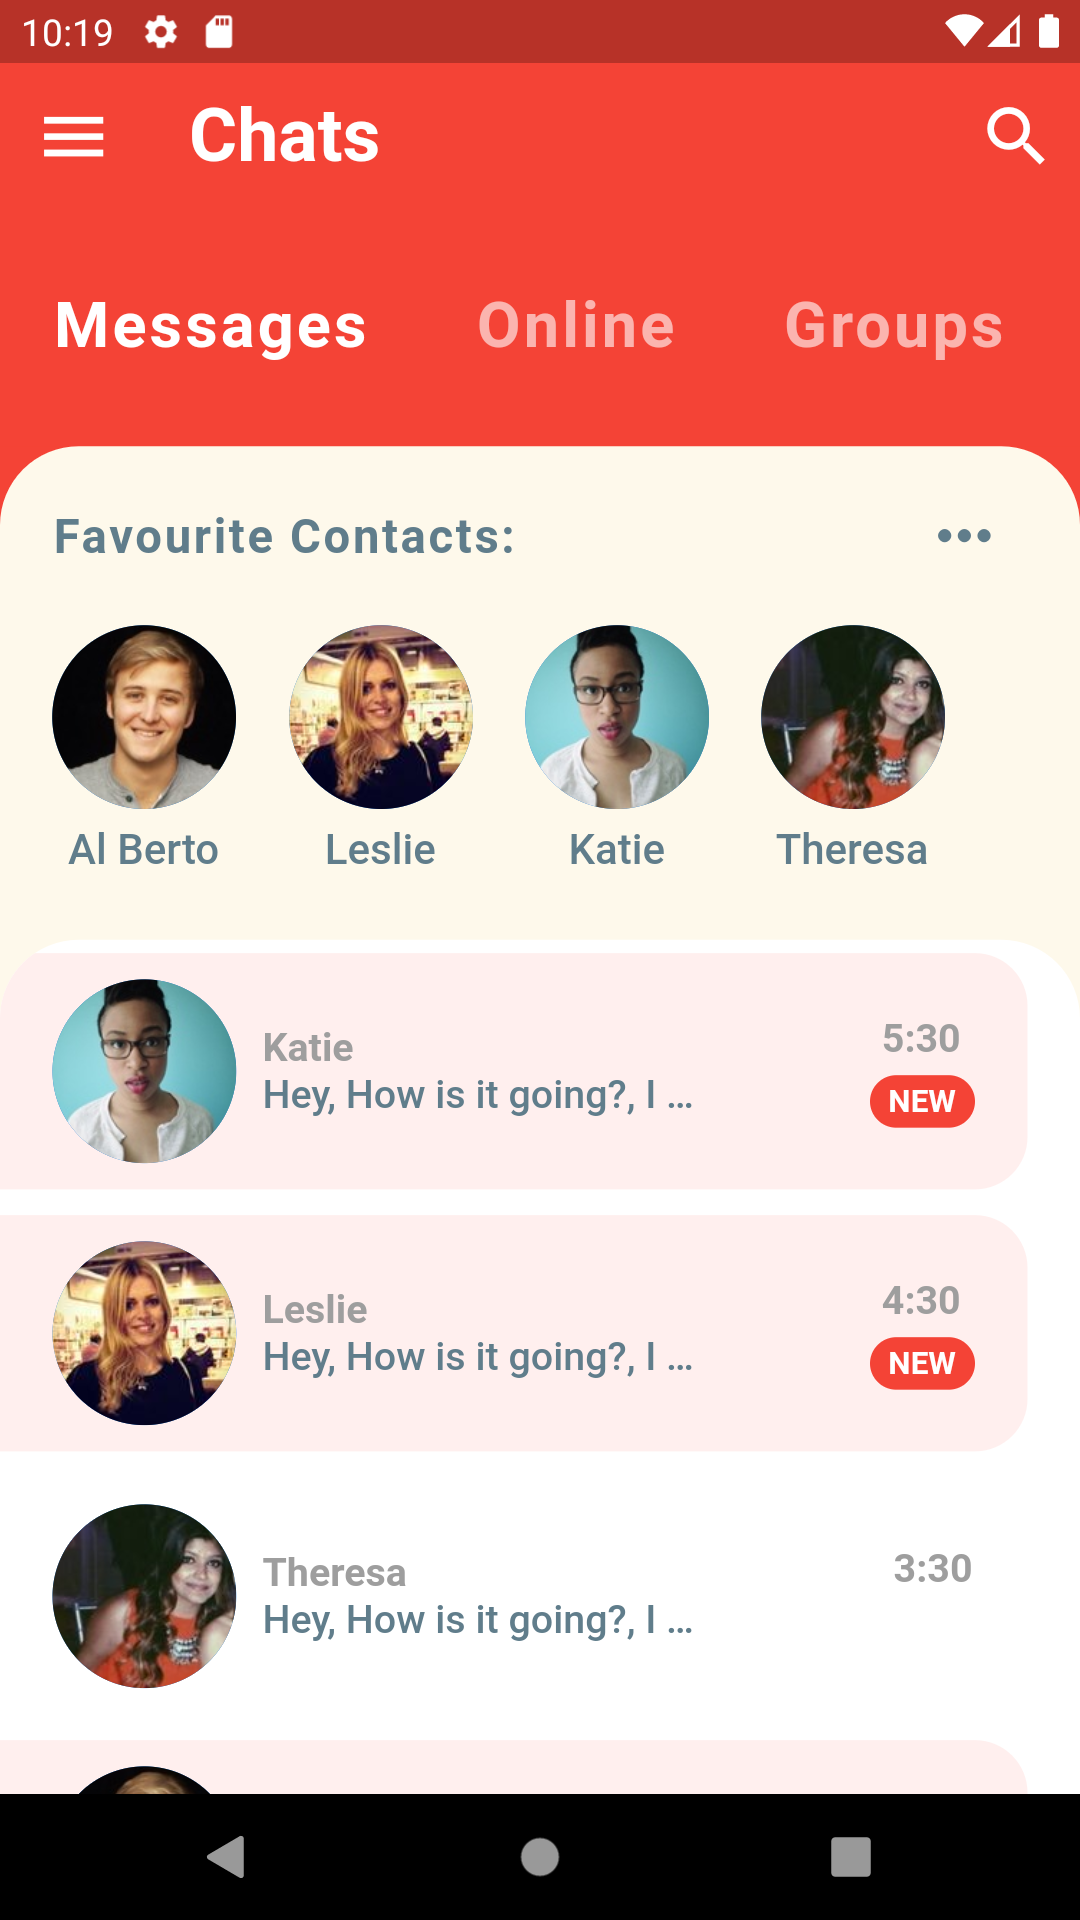 10:19
Chats
Messages Online Groups
Favourite Contacts:
Al Berto Leslie Katie Theresa
Katie 5:30
Hey, How is it going?, I ... NEW
Leslie 4:30
Hey, How is it going?, I ... NEW
Theresa 3:30
Hey, How is it going?, I ...